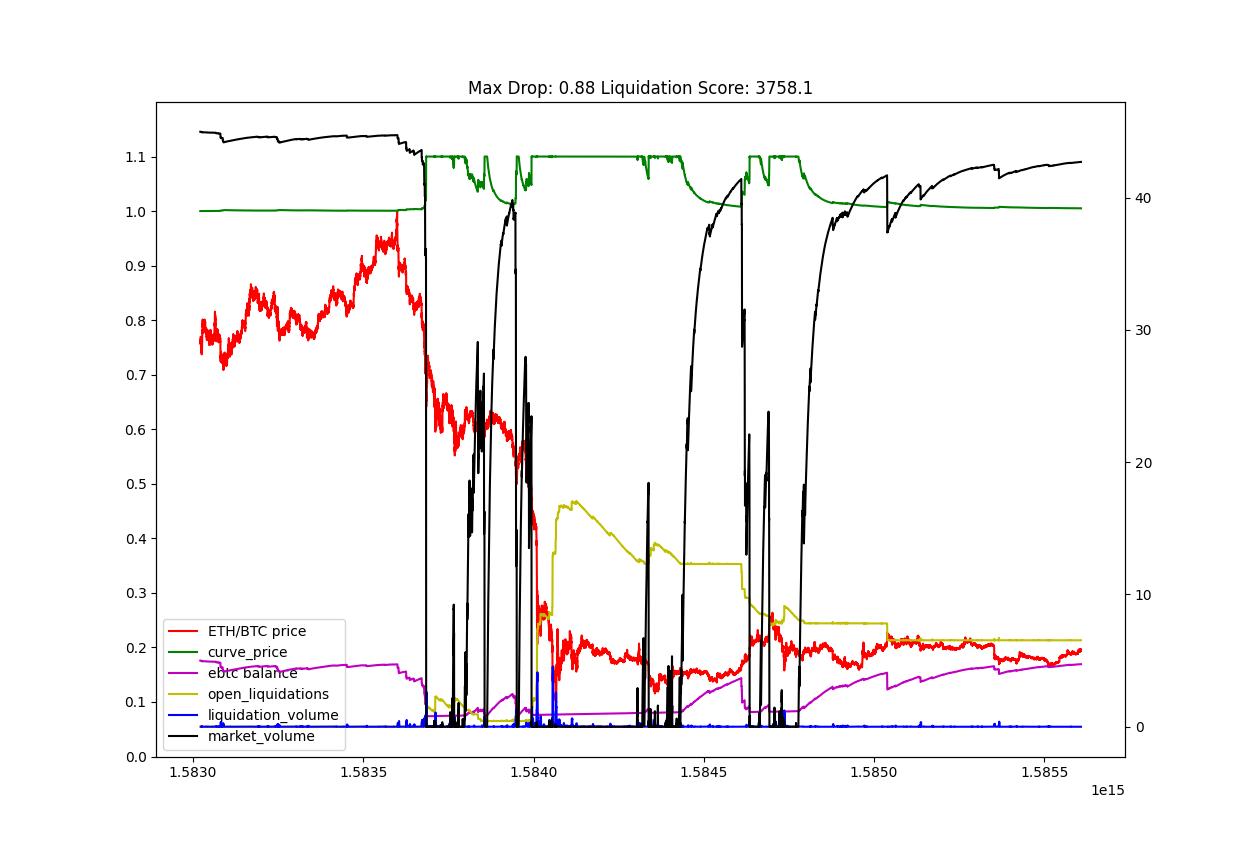 Max Drop: 0.88 Liquidation Score: 3758.1
1.1
1.0
0.9
0.8
0.7
0.6
0.5
0.4
0.3
0.2
0.1
0.0
40
30
20
10
0
ETH/BTC price
curve_price
ebtc balance
open_liquidations
liquidation_volume
market_volume
1.5830 1.5835 1.5840 1.5845 1.5850 1.5855
1e15